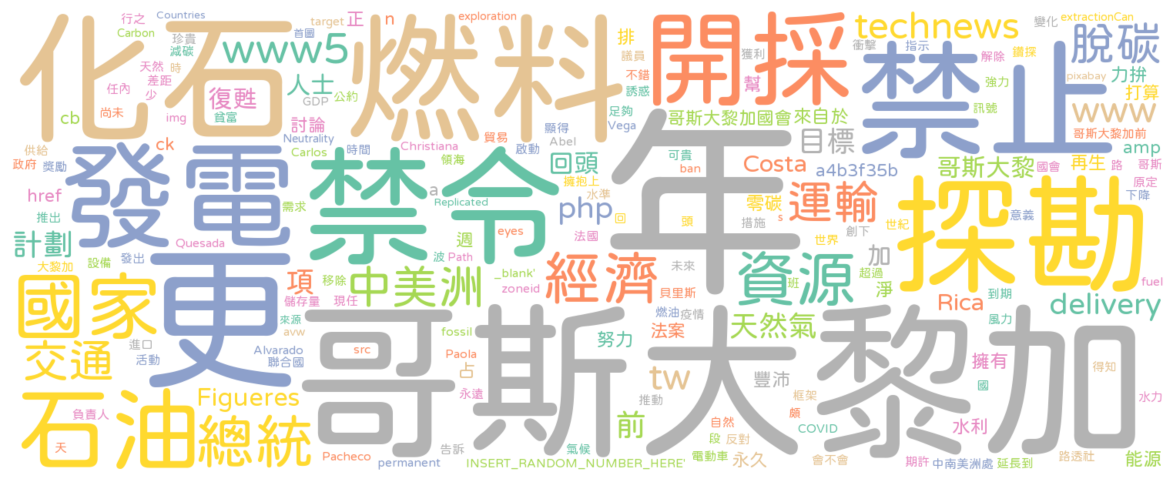 行之 Countries 正 n target exploration 排 technews extractionCan
Carbon 珍貴 www5 首圖 議員 獲利 衝擊 指示 變化 脫碳
化石 燃料 開採 禁止
減碳 天然 時 人士 不錯 解除 鑽探 pixabay
差距 任內 復甦 GDP 公約 誘惑 幫 強力 力拚 打算
少 尚未 img 貧富 cb 討論 足夠 哥斯大黎加國會 來自於 訊號 www 哥斯大黎加前
供給 ck Neutrality 貿易 顯得 Vega 年 目標 amp
政府 獎勵 發電 Carlos 時間 Christiana 啟動 Abel 回頭 可貴 ban Costa a4b3f35b 哥斯大黎 國會 再生 路 哥斯
href 禁令 領海 擁抱上 水準 零碳 運輸 探勘 原定 下降
推出 需求 a Replicated php 回 s 創下 世紀 意義
計劃 設備 Quesada 週 eyes 法國 頭 措施 世界 加
大黎加 發出 波 Path 經濟 未來 資源 班 超過
國家 更 移除 項 中美洲 _blank' zoneid 貝里斯 淨 到期 fuel
來源 儲存量 現任 燃油 疫情 天然氣 Rica 風力 delivery
交通 進口 avw fossil 努力 法案
活動 Alvarado 聯合國 src Paola 占 tw 豐沛 擁有 得知
哥斯大黎加
石油 Figueres 永遠 推動 框架 國 水力
負責人 總統 前 自然 頗 COVID 水利
天 Pacheco 告訴 氣候 段 反對 期許 中南美洲處 延長到 能源
permanent INSERT_RANDOM_NUMBER_HERE' 電動車 永久 會不會 路透社